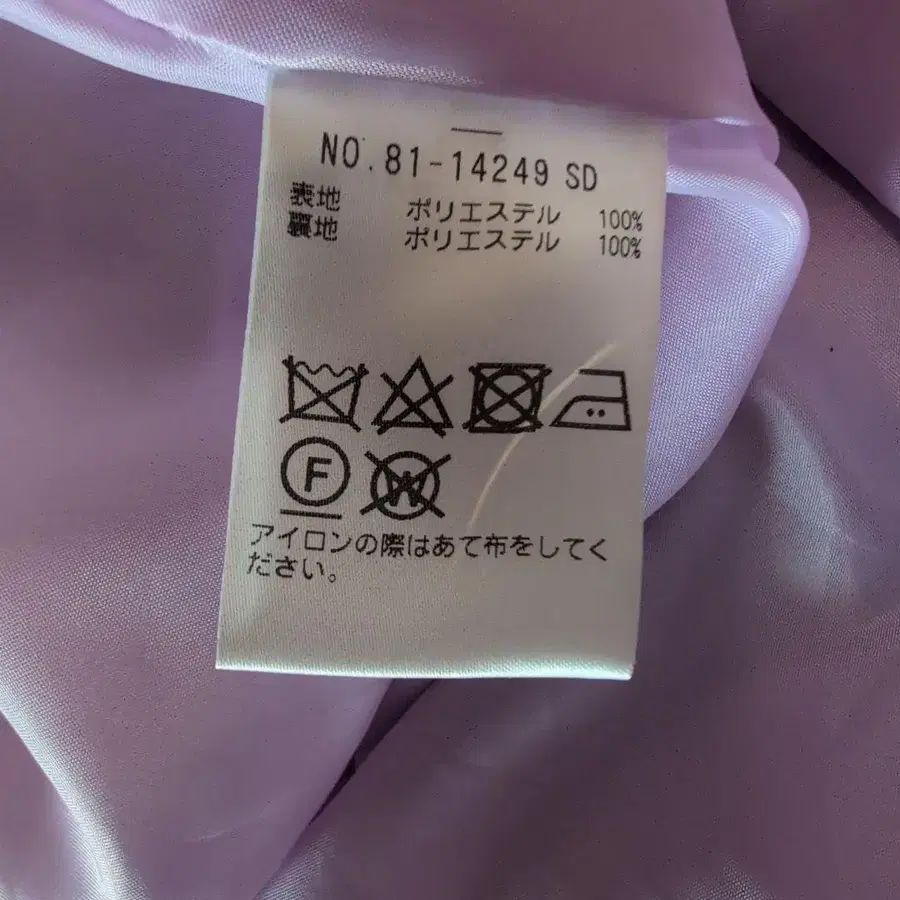 NO.81-14249 SD
表地 ポリエステル 100%
裏地 ポリエステル 100%
F W
アイロンの際はあて布をしてく
ださい。